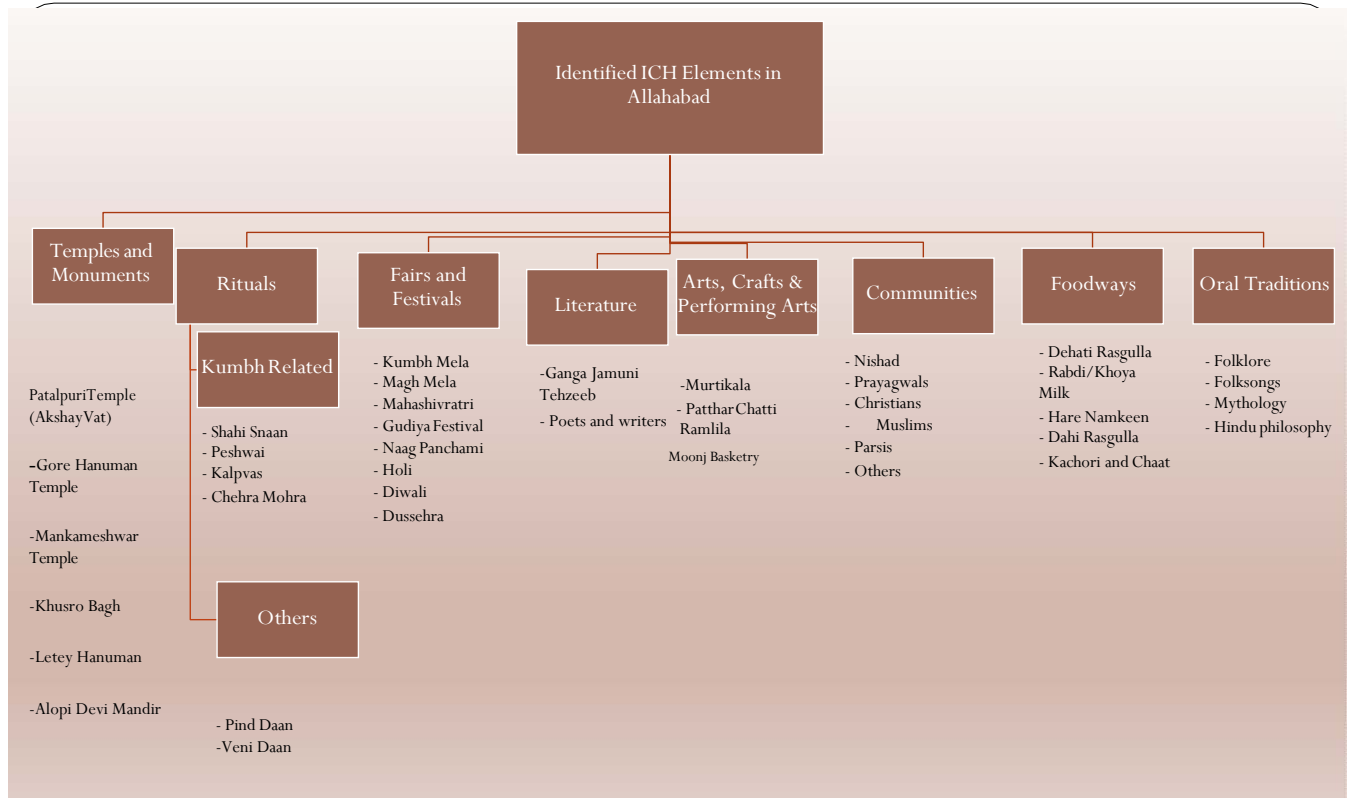 Identified ICH Elements in
Allahabad
Temples and
Monuments
PatalpuriTemple
(AkshayVat)
-Gore Hanuman
Temple
-Mankameshwar
Temple
-Khusro Bagh
-Letey Hanuman
-Alopi Devi Mandir
Rituals
Kumbh Related
- Shahi Snaan
- Peshwai
- Kalpvas
- Chehra Mohra
Others
- Pind Daan
-Veni Daan
Fairs and
Festivals
- Kumbh Mela
- Magh Mela
- Mahashivratri
- Gudiya Festival
- Naag Panchami
- Holi
- Diwali
- Dussehra
Literature
-Ganga Jamuni
Tehzeeb
- Poets and writers
Arts, Crafts &
Performing Arts
-Murtikala
- Patthar Chatti
Ramlila
Moonj Basketry
Communities
- Nishad
- Prayagwals
- Christians
- Muslims
- Parsis
- Others
Foodways
- Dehati Rasgulla
- Rabdi/Khoya
Milk
- Hare Namkeen
- Dahi Rasgulla
- Kachori and Chaat
Oral Traditions
- Folklore
- Folksongs
- Mythology
- Hindu philosophy